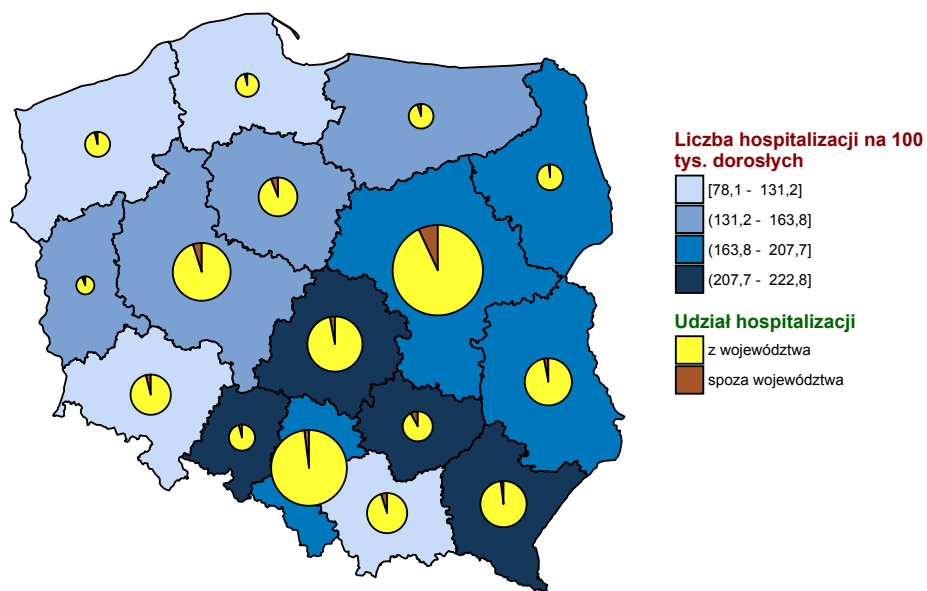 Liczba hospitalizacji na 100
tys. dorosłych
[78,1 - 131,2]
(131,2 - 163,8]
(163,8 - 207,7]
(207,7 - 222,8]
Udział hospitalizacji
z województwa
spoza województwa